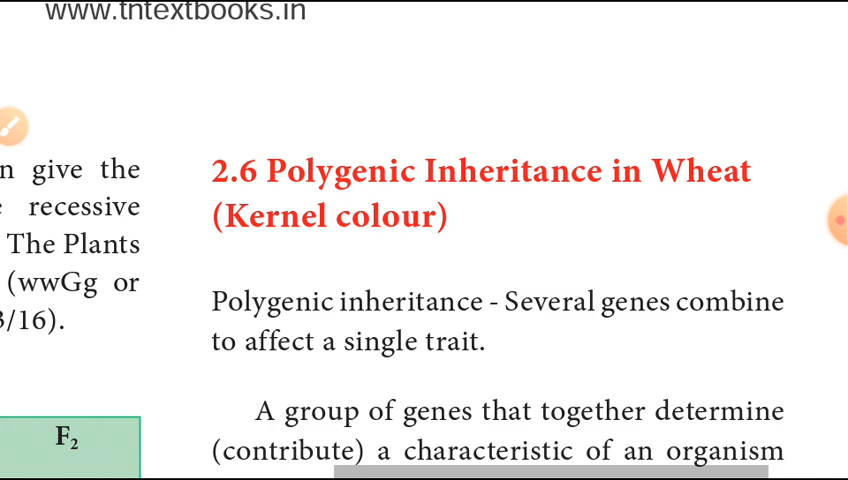 www.tntextbooks.in
n give the
recessive
The Plants
(wwGg or
3/16).
F₂
2.6 Polygenic Inheritance in Wheat
(Kernel colour)
Polygenic inheritance - Several genes combine
to affect a single trait.
A group of genes that together determine
(contribute) a characteristic of an organism